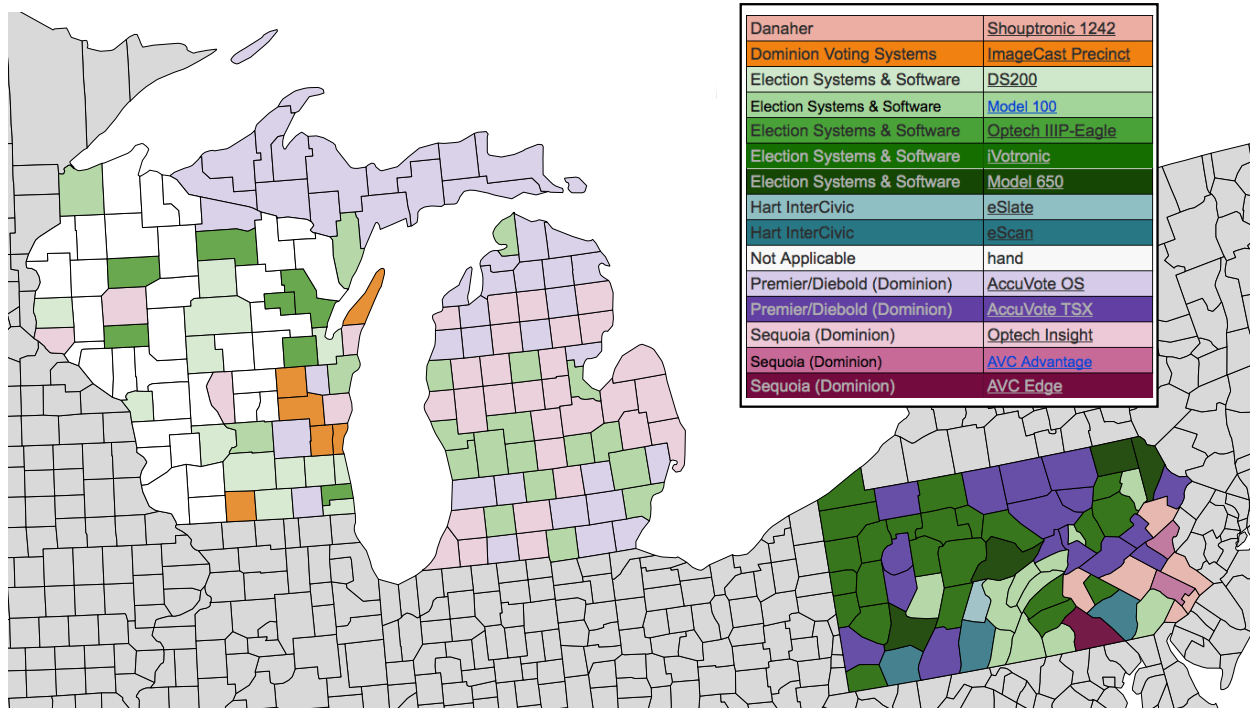 Danaher Shouptronic 1242
Dominion Voting Systems ImageCast Precinct
Election Systems & Software DS200
Election Systems & Software Model 100
Election Systems & Software Optech IIIP-Eagle
Election Systems & Software iVotronic
Election Systems & Software Model 650
Hart InterCivic eSlate
Hart InterCivic eScan
Not Applicable hand
Premier/Diebold (Dominion) AccuVote OS
Premier/Diebold (Dominion) AccuVote TSX
Sequoia (Dominion) Optech Insight
Sequoia (Dominion) AVC Advantage
Sequoia (Dominion) AVC Edge